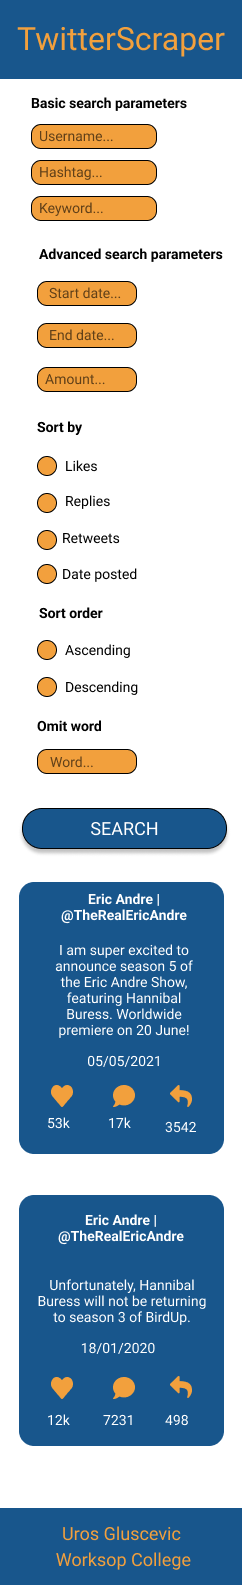 TwitterScraper
Basic search parameters
Username...
Hashtag...
Keyword...
Advanced search parameters
Start date...
End date...
Amount...
Sort by
Likes
Replies
Retweets
Date posted
Sort order
Ascending
Descending
Omit word
Word...
SEARCH
Eric Andre |
@TheRealEricAndre
I am super excited to
announce season 5 of
the Eric Andre Show,
featuring Hannibal
Buress. Worldwide
premiere on 20 June!
05/05/2021
53k 17k 3542
Eric Andre |
@TheRealEricAndre
Unfortunately, Hannibal
Buress will not be returning
to season 3 of BirdUp.
18/01/2020
12k 7231 498
Uros Gluscevic
Worksop College